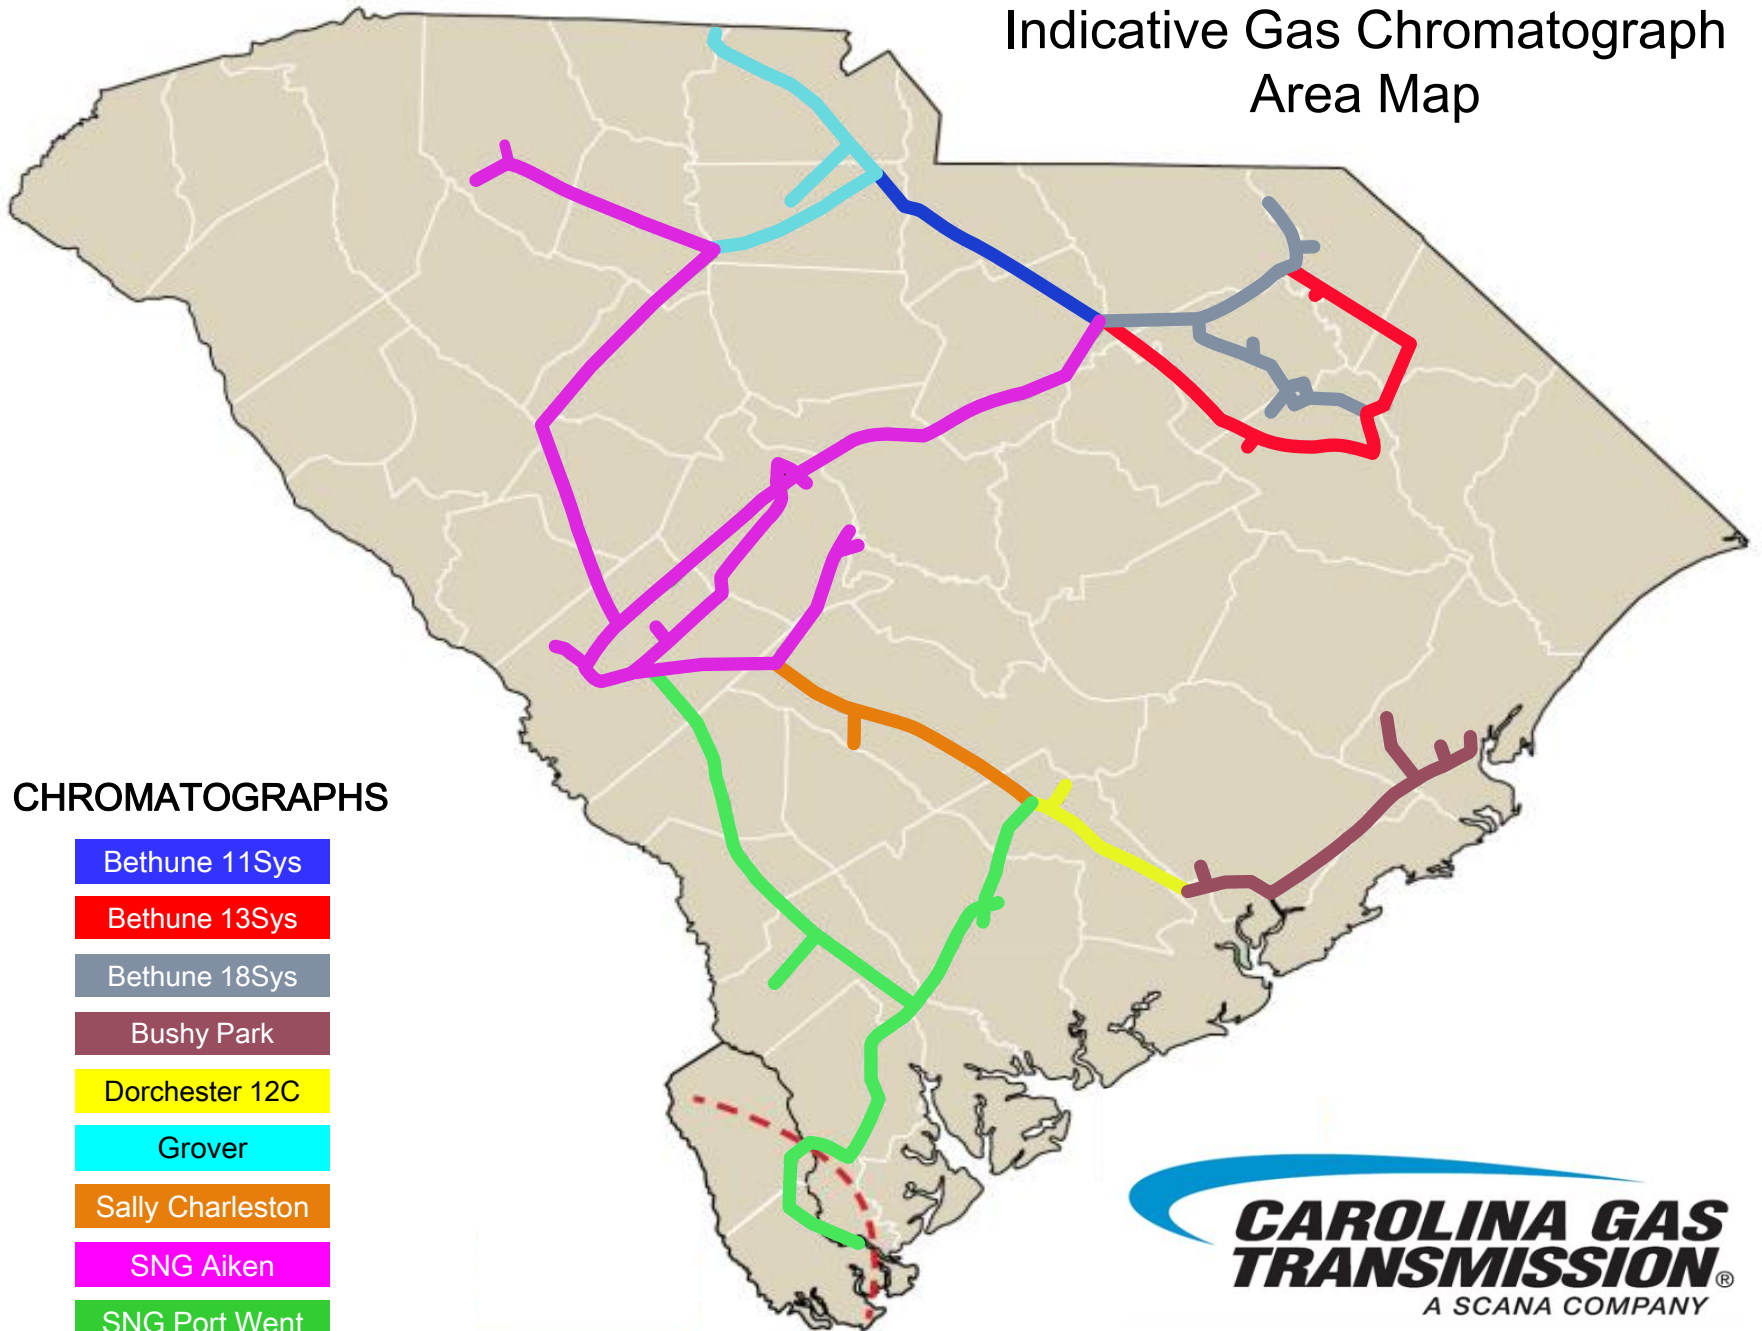 Indicative Gas Chromatograph
Area Map
CHROMATOGRAPHS
Bethune 11Sys
Bethune 13Sys
Bethune 18Sys
Bushy Park
Dorchester 12C
Grover
Sally Charleston
SNG Aiken
SNG Port Went
CAROLINA GAS
TRANSMISSION®
A SCANA COMPANY